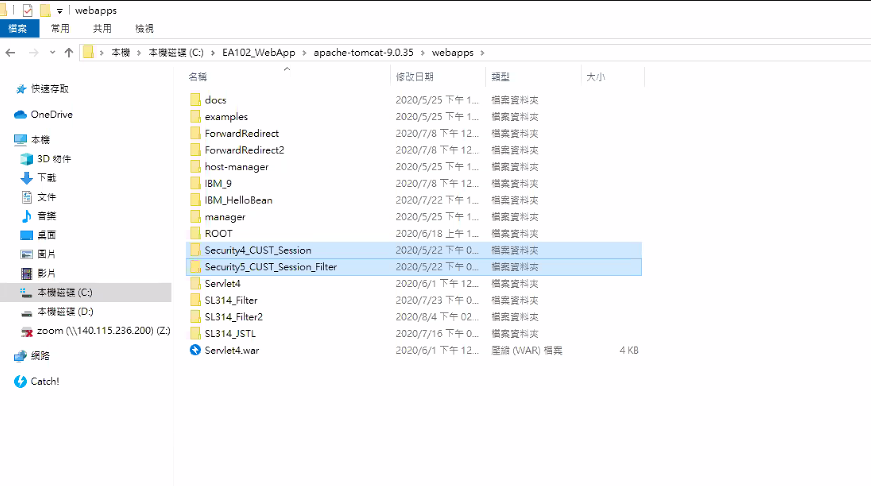 webapps
檔案 常用 共用 檢視
本機 > 本機磁碟 (C:) > EA102_WebApp > apache-tomcat-9.0.35 > webapps >
名稱 修改日期 類型 大小
快速存取
OneDrive
本機
3D 物件
下載
文件
音樂
桌面
圖片
影片
本機磁碟 (C:)
本機磁碟 (D:)
zoom (\\140.115.236.200) (Z:)
網路
Catch!
docs 2020/5/25 下午 1... 檔案資料夾
examples 2020/5/25 下午 1... 檔案資料夾
ForwardRedirect 2020/7/8 下午 12... 檔案資料夾
ForwardRedirect2 2020/7/8 下午 12... 檔案資料夾
host-manager 2020/5/25 下午 1... 檔案資料夾
IBM_9 2020/7/8 下午 12... 檔案資料夾
IBM_HelloBean 2020/7/22 下午 1... 檔案資料夾
manager 2020/5/25 下午 1... 檔案資料夾
ROOT 2020/6/18 上午 1... 檔案資料夾
Security4_CUST_Session 2020/5/22 下午 0... 檔案資料夾
Security5_CUST_Session_Filter 2020/5/22 下午 0... 檔案資料夾
Servlet4 2020/6/1 下午 12... 檔案資料夾
SL314_Filter 2020/7/23 下午 0... 檔案資料夾
SL314_Filter2 2020/8/4 下午 02... 檔案資料夾
SL314_JSTL 2020/7/16 下午 0... 檔案資料夾
Servlet4.war 2020/6/1 下午 12... 壓縮 (WAR) 檔案 4 KB